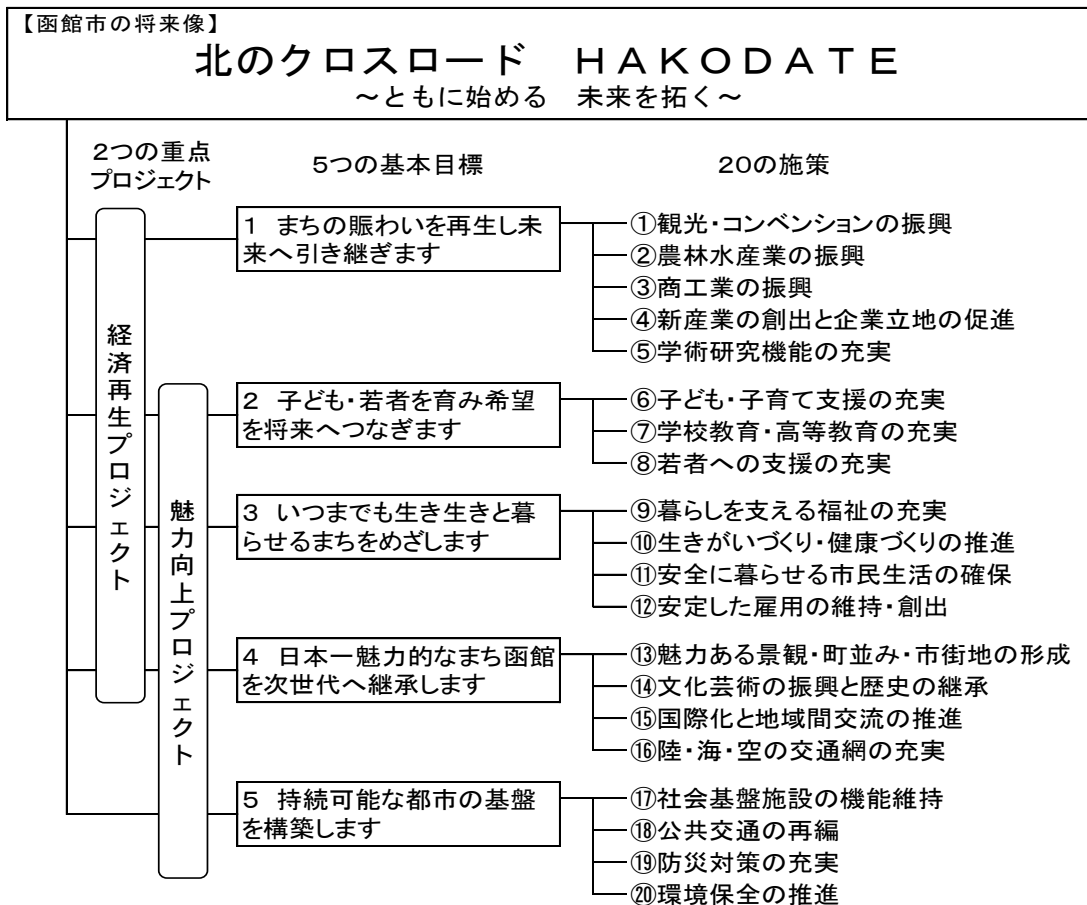 【函館市の将来像】
北のクロスロード　ＨＡＫＯＤＡＴＥ
～ともに始める　未来を拓く～
２つの重点
プロジェクト
５つの基本目標
２０の施策
経済再生プロジェクト
魅力向上プロジェクト
１　まちの賑わいを再生し未
来へ引き継ぎます
①観光・コンベンションの振興
②農林水産業の振興
③商工業の振興
④新産業の創出と企業立地の促進
⑤学術研究機能の充実
２　子ども・若者を育み希望
を将来へつなぎます
⑥子ども・子育て支援の充実
⑦学校教育・高等教育の充実
⑧若者への支援の充実
３　いつまでも生き生きと暮
らせるまちをめざします
⑨暮らしを支える福祉の充実
⑩生きがいづくり・健康づくりの推進
⑪安全に暮らせる市民生活の確保
⑫安定した雇用の維持・創出
４　日本一魅力的なまち函館
を次世代へ継承します
⑬魅力ある景観・町並み・市街地の形成
⑭文化芸術の振興と歴史の継承
⑮国際化と地域間交流の推進
⑯陸・海・空の交通網の充実
５　持続可能な都市の基盤
を構築します
⑰社会基盤施設の機能維持
⑱公共交通の再編
⑲防災対策の充実
⑳環境保全の推進